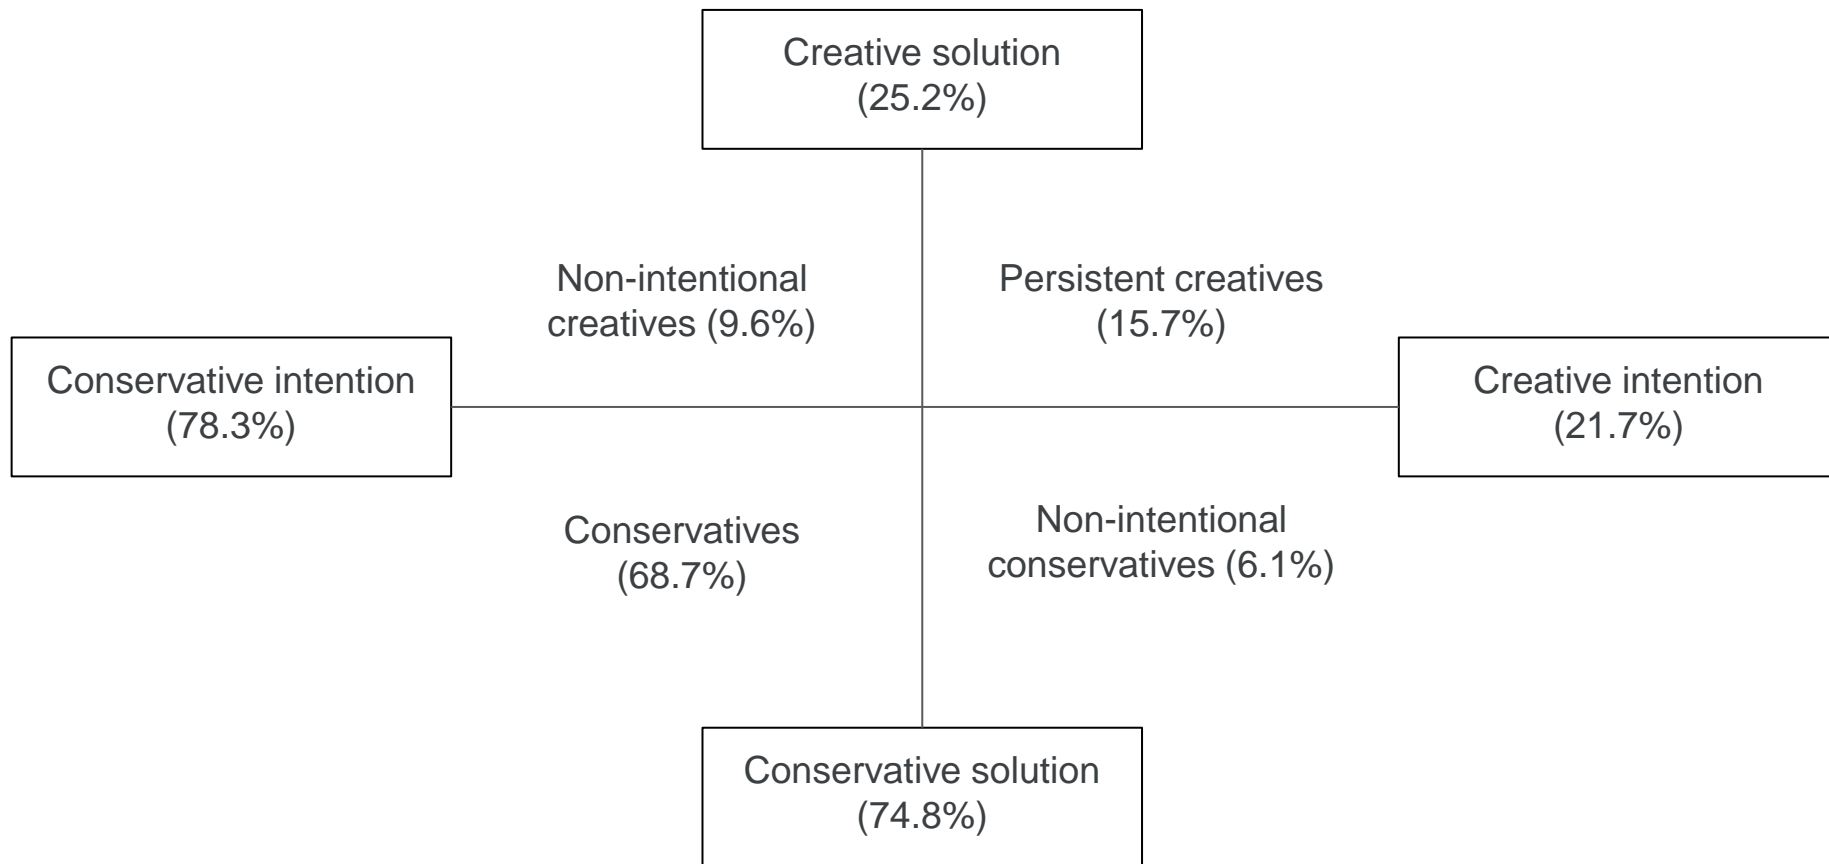 Creative solution
(25.2%)
Non-intentional
creatives (9.6%)
Persistent creatives
(15.7%)
Conservative intention
(78.3%)
Creative intention
(21.7%)
Conservatives
(68.7%)
Non-intentional
conservatives (6.1%)
Conservative solution
(74.8%)